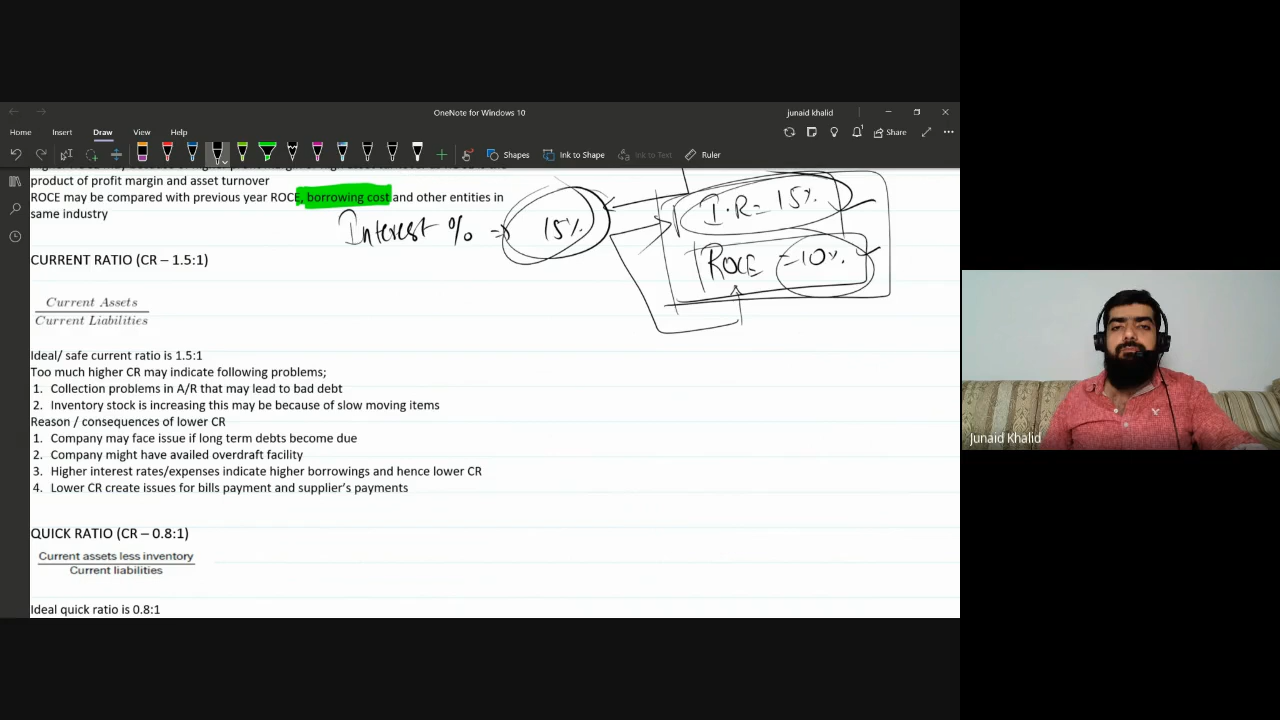 OneNote for Windows 10
junaid khalid
Home Insert Draw View Help
Share
Shapes Ink to Shape Ink to Text Ruler
product of profit margin and asset turnover
ROCE may be compared with previous year ROCE, borrowing cost and other entities in
same industry
Interest % => 15%
I.R = 15%
ROCE = 10%
CURRENT RATIO (CR – 1.5:1)
Current Assets
Current Liabilities
Ideal/ safe current ratio is 1.5:1
Too much higher CR may indicate following problems;
1. Collection problems in A/R that may lead to bad debt
2. Inventory stock is increasing this may be because of slow moving items
Reason / consequences of lower CR
1. Company may face issue if long term debts become due
2. Company might have availed overdraft facility
3. Higher interest rates/expenses indicate higher borrowings and hence lower CR
4. Lower CR create issues for bills payment and supplier's payments
QUICK RATIO (CR – 0.8:1)
Current assets less inventory
Current liabilities
Ideal quick ratio is 0.8:1
Junaid Khalid